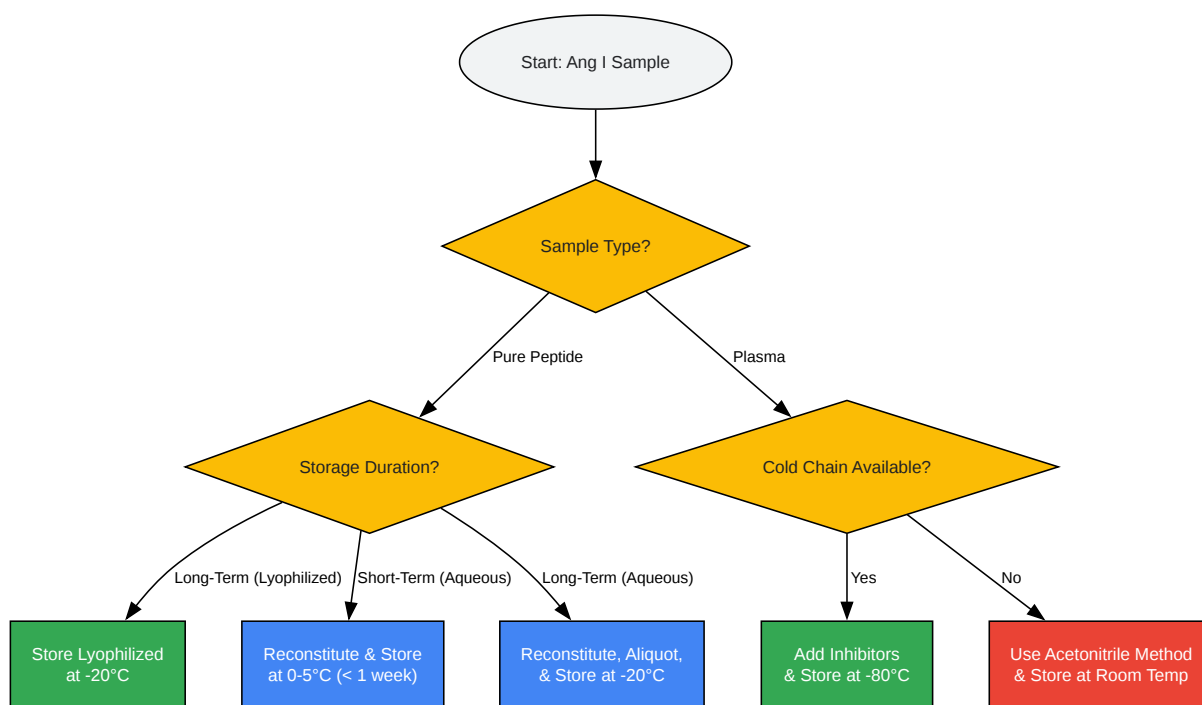 Start: Ang I Sample
Sample Type?
Pure Peptide
Plasma
Storage Duration?
Cold Chain Available?
Long-Term (Lyophilized)
Short-Term (Aqueous)
Long-Term (Aqueous)
Yes
No
Store Lyophilized
at -20°C
Reconstitute & Store
at 0-5°C (< 1 week)
Reconstitute, Aliquot,
& Store at -20°C
Add Inhibitors
& Store at -80°C
Use Acetonitrile Method
& Store at Room Temp